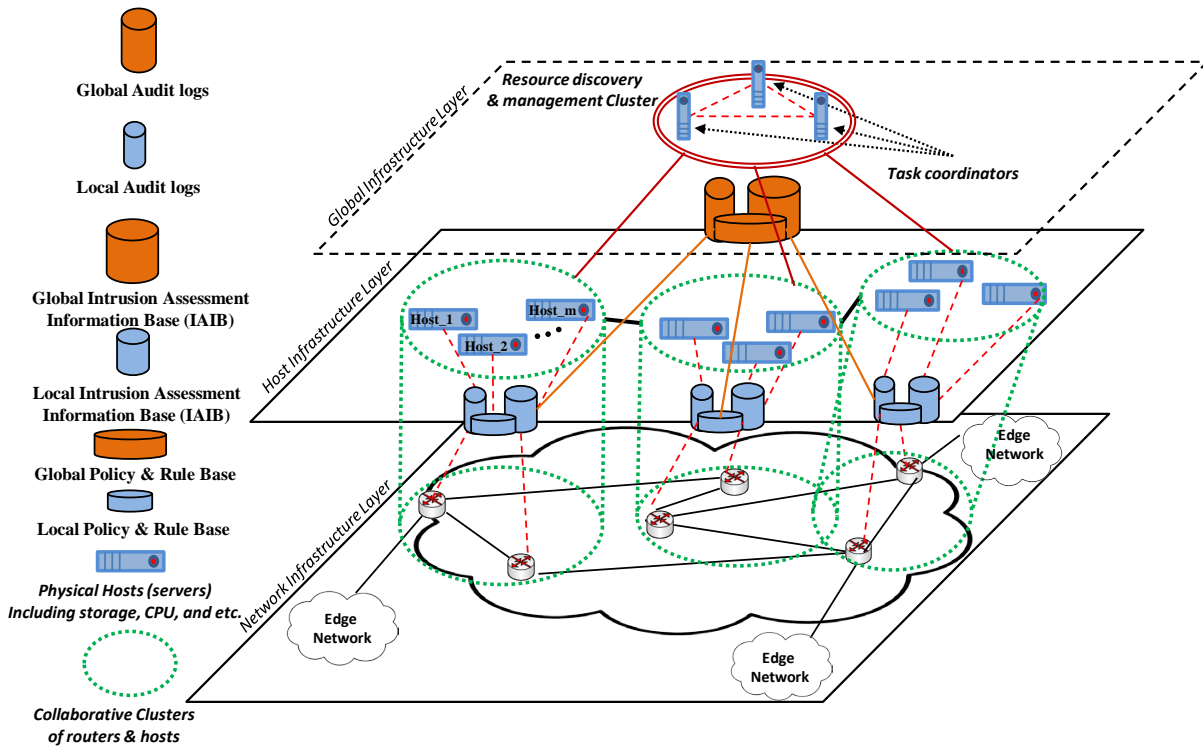 Global Audit logs
Local Audit logs
Global Intrusion Assessment
Information Base (IAIB)
Local Intrusion Assessment
Information Base (IAIB)
Global Policy & Rule Base
Local Policy & Rule Base
Physical Hosts (servers)
Including storage, CPU, and etc.
Collaborative Clusters
of routers & hosts
Global Infrastructure Layer
Resource discovery
& management Cluster
Task coordinators
Host Infrastructure Layer
Host_1
Host_2
Host_m
Network Infrastructure Layer
Edge
Network
Edge
Network
Edge
Network